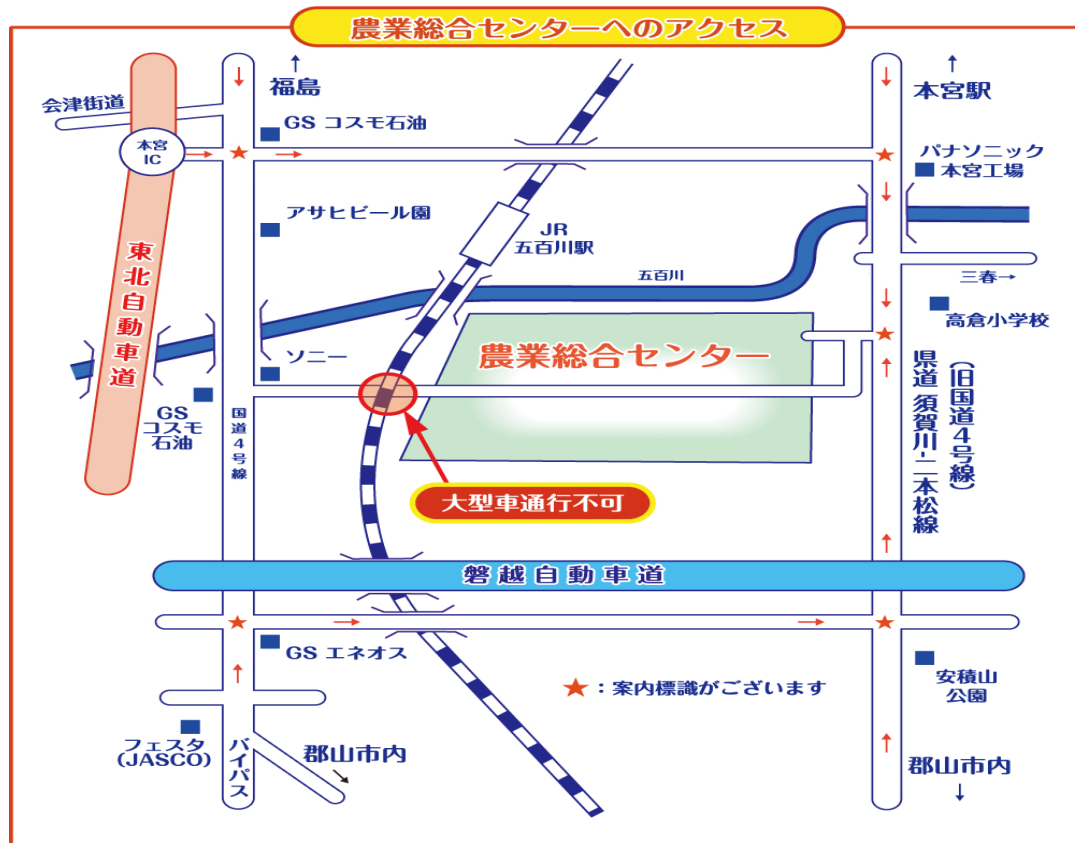 農業総合センターへのアクセス
↑
福島
↑
本宮駅
会津街道
GS コスモ石油
本宮
IC
パナソニック
本宮工場
アサヒビール園
JR
五百川駅
東北自動車道
五百川
三春→
高倉小学校
ソニー
農業総合センター
GS
コスモ
石油
国道4号線
県道 須賀川・二本松線
(旧国道4号線)
大型車通行不可
磐越自動車道
GS エネオス
★:案内標識がございます
安積山
公園
フェスタ
(JASCO)
バイパス
郡山市内
↘
郡山市内
↓